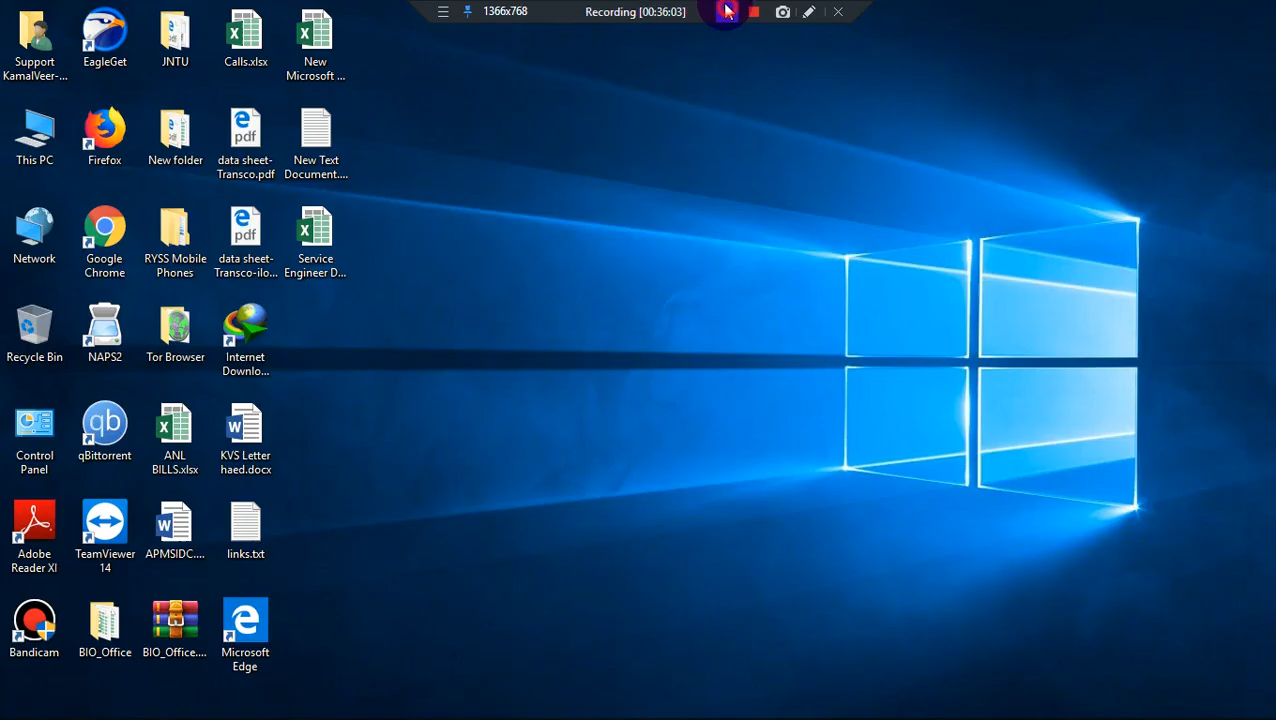 1366x768
Recording [00:36:03]
Support
KamalVeer-...
EagleGet
JNTU
Calls.xlsx
New
Microsoft ...
This PC
Firefox
New folder
pdf
data sheet-
Transco.pdf
New Text
Document....
Network
Google
Chrome
RYSS Mobile
Phones
pdf
data sheet-
Transco-ilo...
Service
Engineer D...
Recycle Bin
NAPS2
Tor Browser
Internet
Downlo...
Control
Panel
qb
qBittorrent
ANL
BILLS.xlsx
KVS Letter
haed.docx
Adobe
Reader XI
TeamViewer
14
APMSIDC....
links.txt
Bandicam
BIO_Office
BIO_Office....
Microsoft
Edge